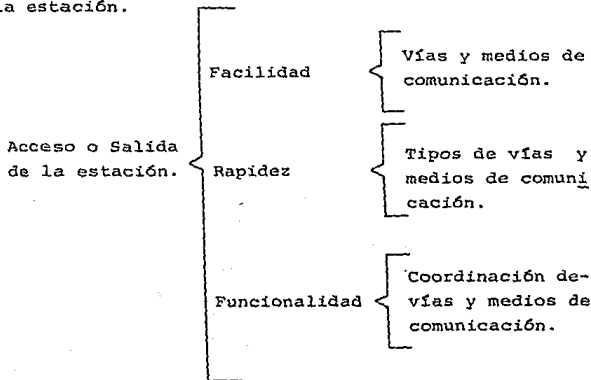 la estación.
Facilidad
Vías y medios de
comunicación.
Acceso o Salida
de la estación.
Rapidez
Tipos de vías y
medios de comuni
cación.
Funcionalidad
Coordinación de-
vías y medios de
comunicación.